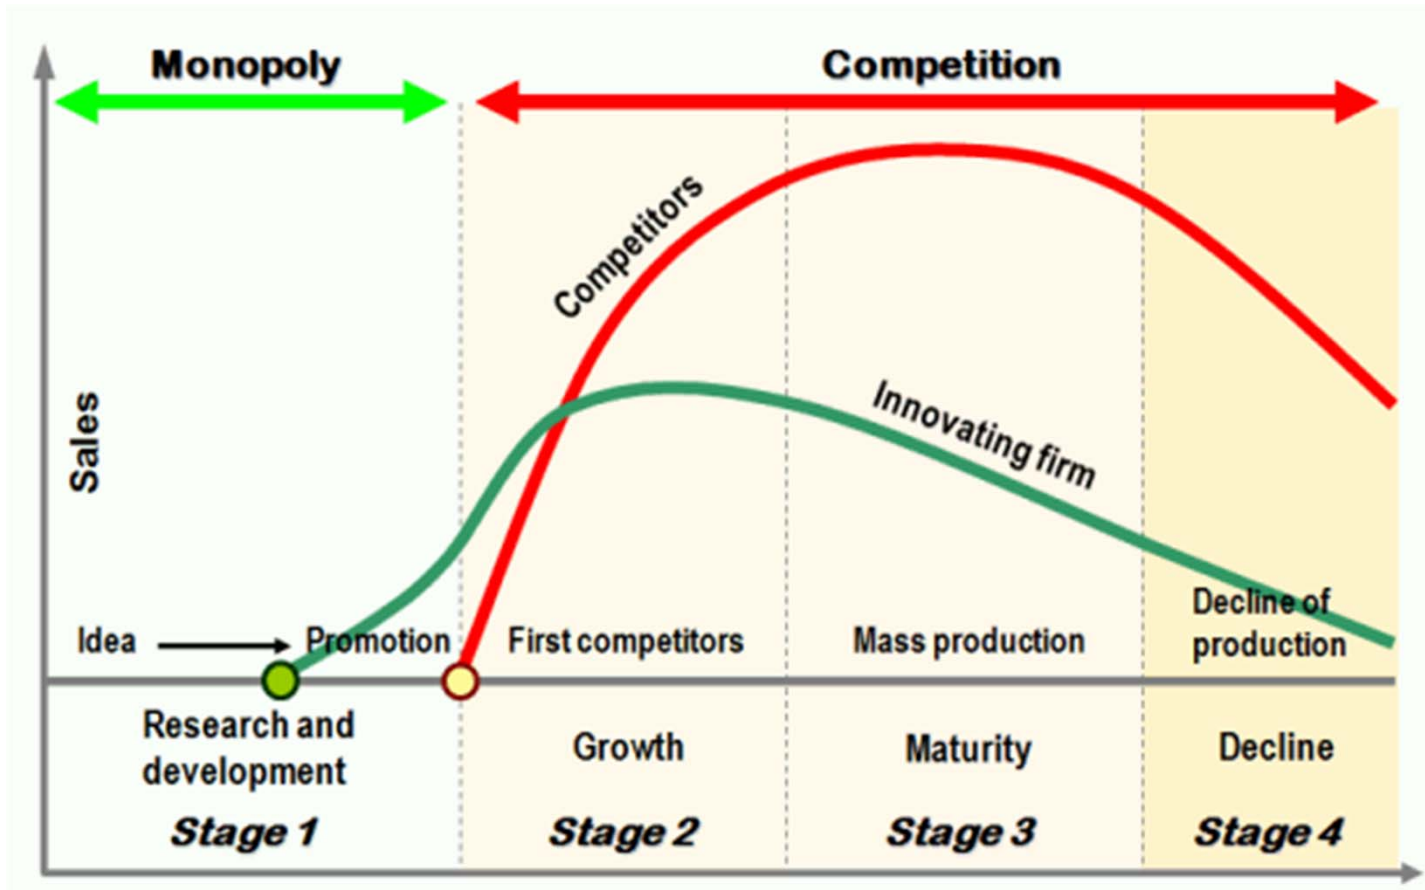 Monopoly
Competition
Competitors
Innovating firm
Sales
Idea
Promotion
First competitors
Mass production
Decline of
production
Research and
development
Growth
Maturity
Decline
Stage 1
Stage 2
Stage 3
Stage 4